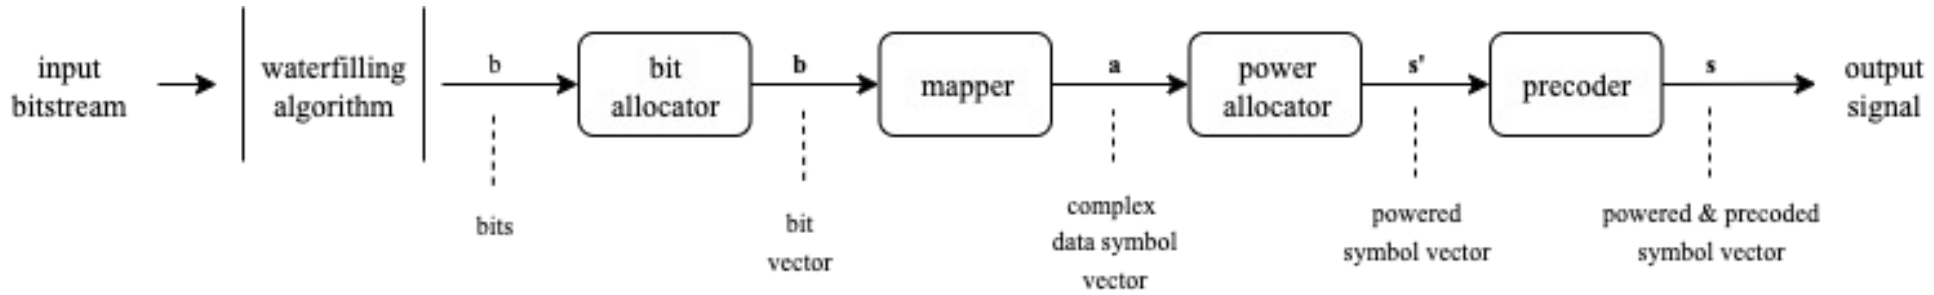 input
bitstream
waterfilling
algorithm
b
bit
allocator
b
mapper
a
power
allocator
s'
precoder
s
output
signal
bits
bit
vector
complex
data symbol
vector
powered
symbol vector
powered & precoded
symbol vector